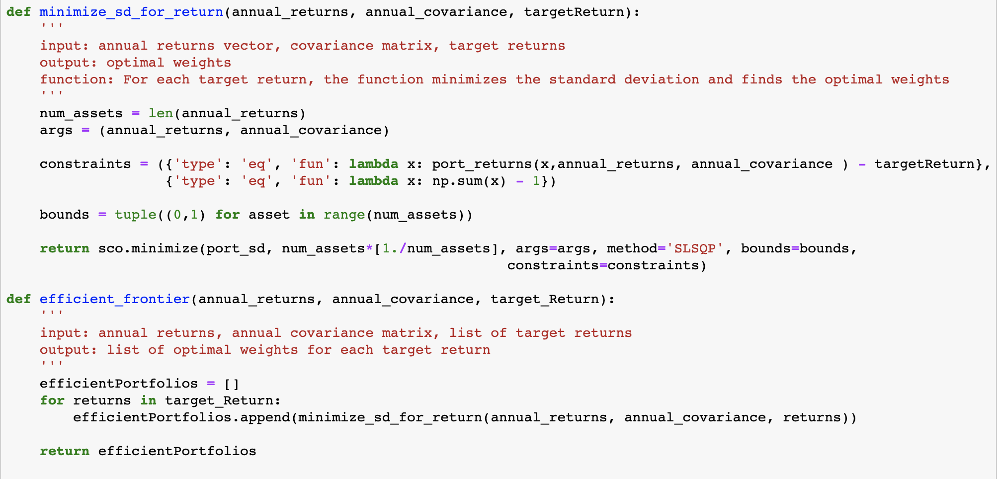 def minimize_sd_for_return(annual_returns, annual_covariance, targetReturn):
    '''
    input: annual returns vector, covariance matrix, target returns
    output: optimal weights
    function: For each target return, the function minimizes the standard deviation and finds the optimal weights
    '''
    num_assets = len(annual_returns)
    args = (annual_returns, annual_covariance)

    constraints = ({'type': 'eq', 'fun': lambda x: port_returns(x,annual_returns, annual_covariance ) - targetReturn},
                   {'type': 'eq', 'fun': lambda x: np.sum(x) - 1})

    bounds = tuple((0,1) for asset in range(num_assets))

    return sco.minimize(port_sd, num_assets*[1./num_assets], args=args, method='SLSQP', bounds=bounds,
                                                            constraints=constraints)

def efficient_frontier(annual_returns, annual_covariance, target_Return):
    '''
    input: annual returns, annual covariance matrix, list of target returns
    output: list of optimal weights for each target return
    '''
    efficientPortfolios = []
    for returns in target_Return:
        efficientPortfolios.append(minimize_sd_for_return(annual_returns, annual_covariance, returns))

    return efficientPortfolios